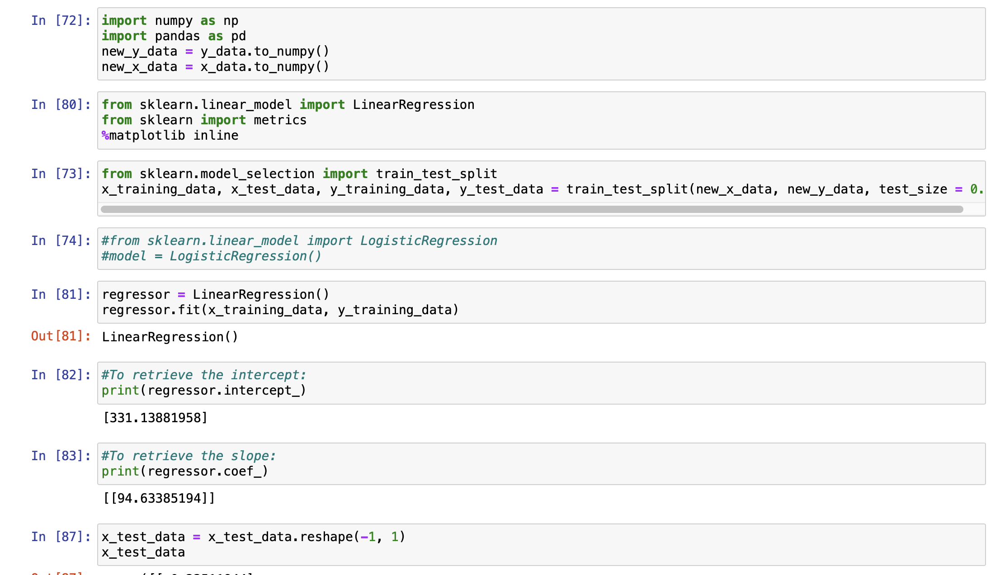 In [72]: import numpy as np
import pandas as pd
new_y_data = y_data.to_numpy()
new_x_data = x_data.to_numpy()
In [80]: from sklearn.linear_model import LinearRegression
from sklearn import metrics
%matplotlib inline
In [73]: from sklearn.model_selection import train_test_split
x_training_data, x_test_data, y_training_data, y_test_data = train_test_split(new_x_data, new_y_data, test_size = 0.
In [74]: #from sklearn.linear_model import LogisticRegression
#model = LogisticRegression()
In [81]: regressor = LinearRegression()
regressor.fit(x_training_data, y_training_data)
Out[81]: LinearRegression()
In [82]: #To retrieve the intercept:
print(regressor.intercept_)
[331.13881958]
In [83]: #To retrieve the slope:
print(regressor.coef_)
[[94.63385194]]
In [87]: x_test_data = x_test_data.reshape(-1, 1)
x_test_data